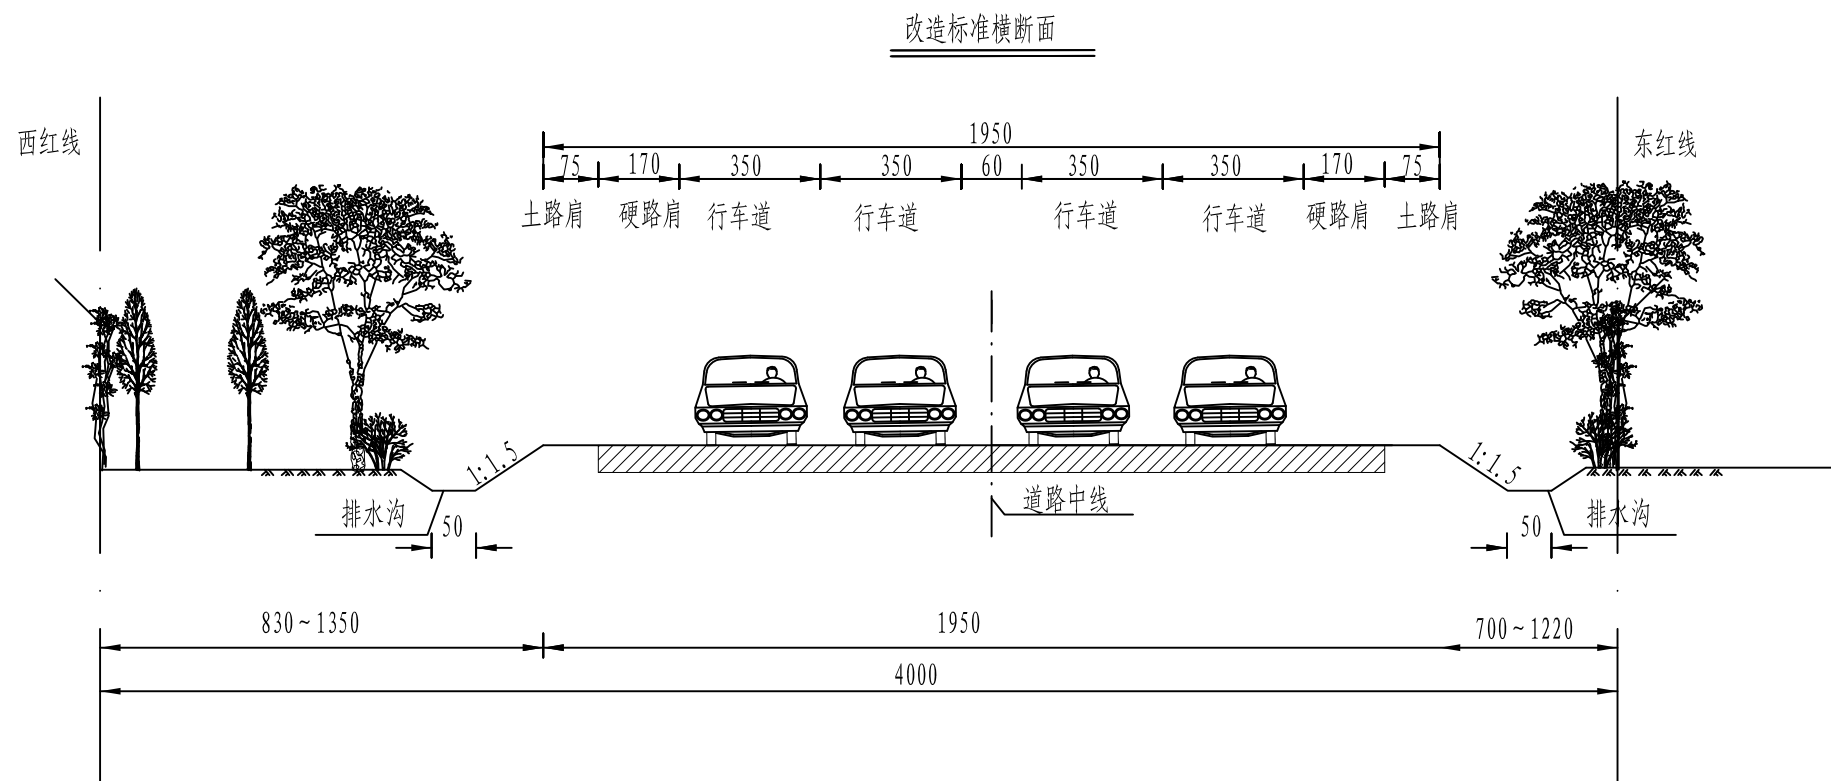 改造标准横断面
西红线
东红线
1950
75 170 350 350 60 350 350 170 75
土路肩 硬路肩 行车道 行车道 行车道 行车道 硬路肩 土路肩
1:1.5
1:1.5
排水沟
50
道路中线
50
排水沟
830~1350
1950
700~1220
4000